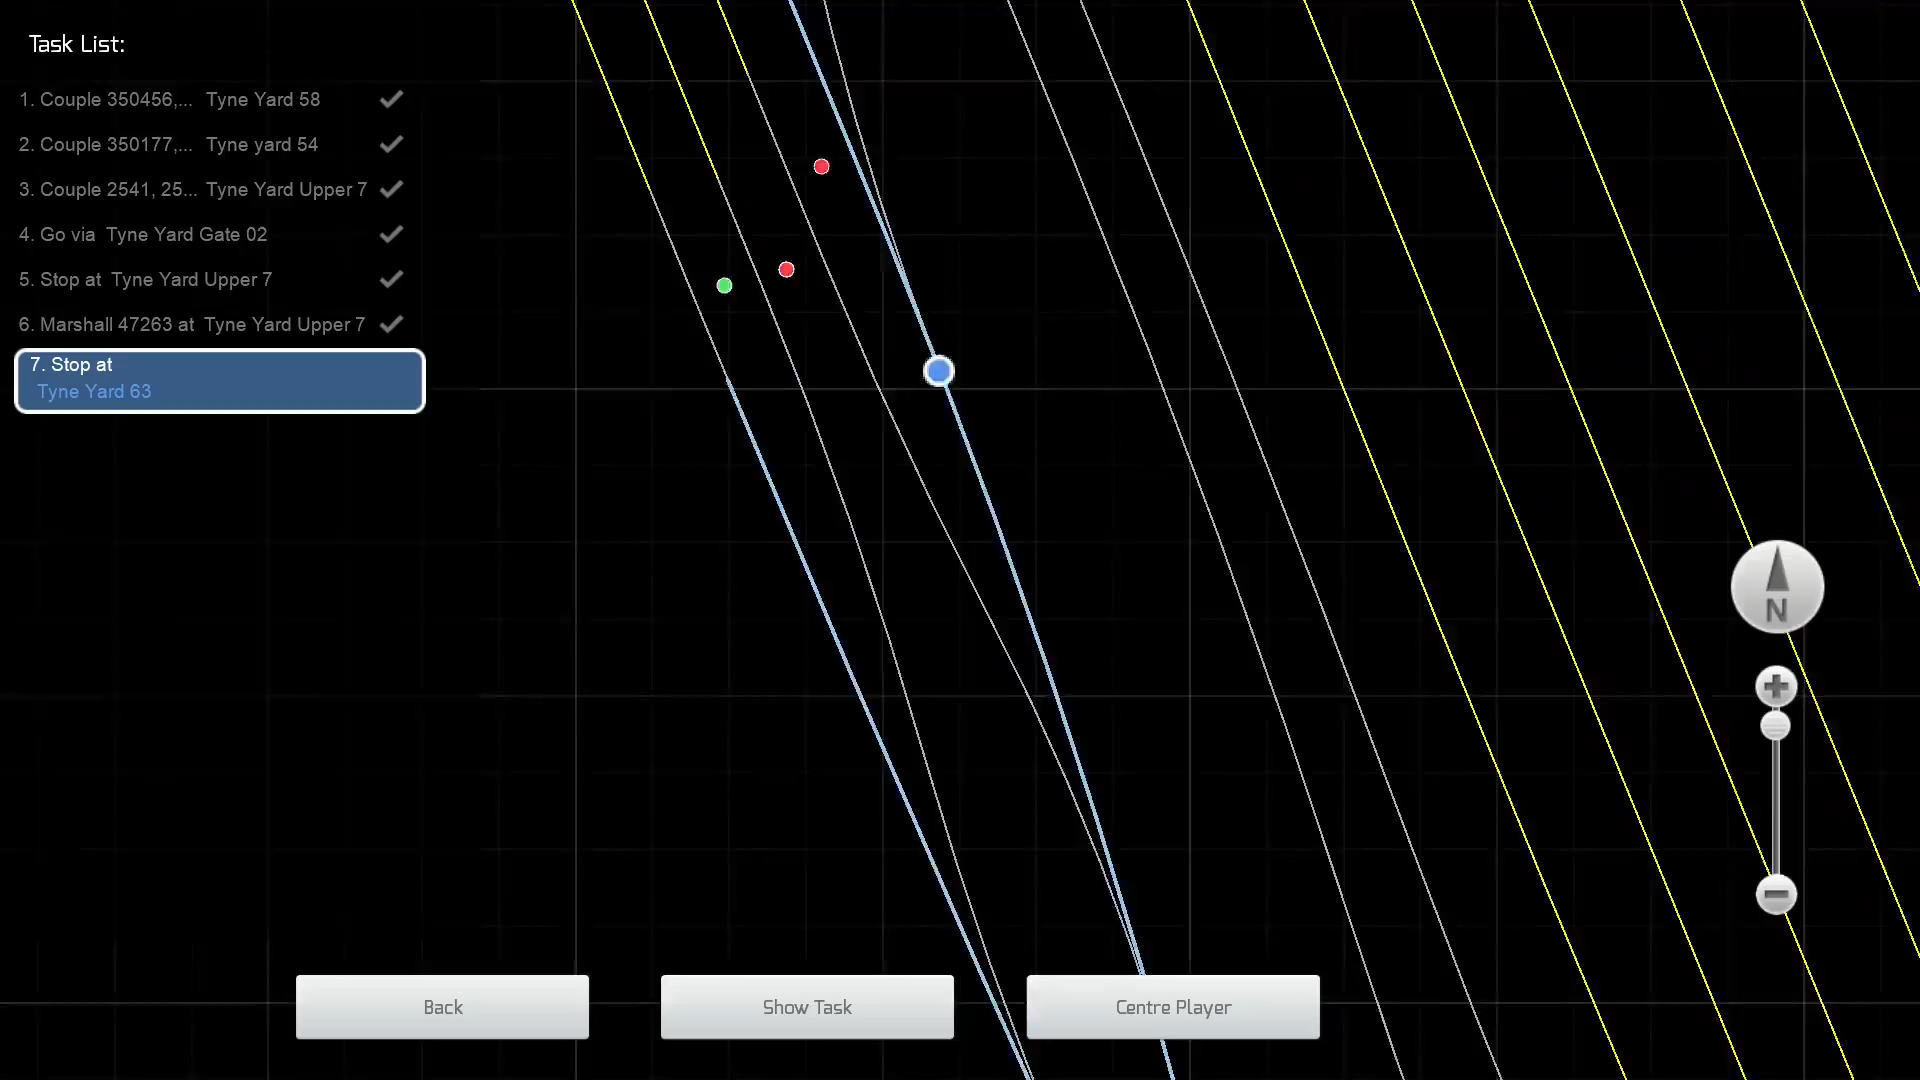 Task List:
1. Couple 350456,... Tyne Yard 58
2. Couple 350177,... Tyne yard 54
3. Couple 2541, 25... Tyne Yard Upper 7
4. Go via Tyne Yard Gate 02
5. Stop at Tyne Yard Upper 7
6. Marshall 47263 at Tyne Yard Upper 7
7. Stop at
Tyne Yard 63
N
Back Show Task Centre Player